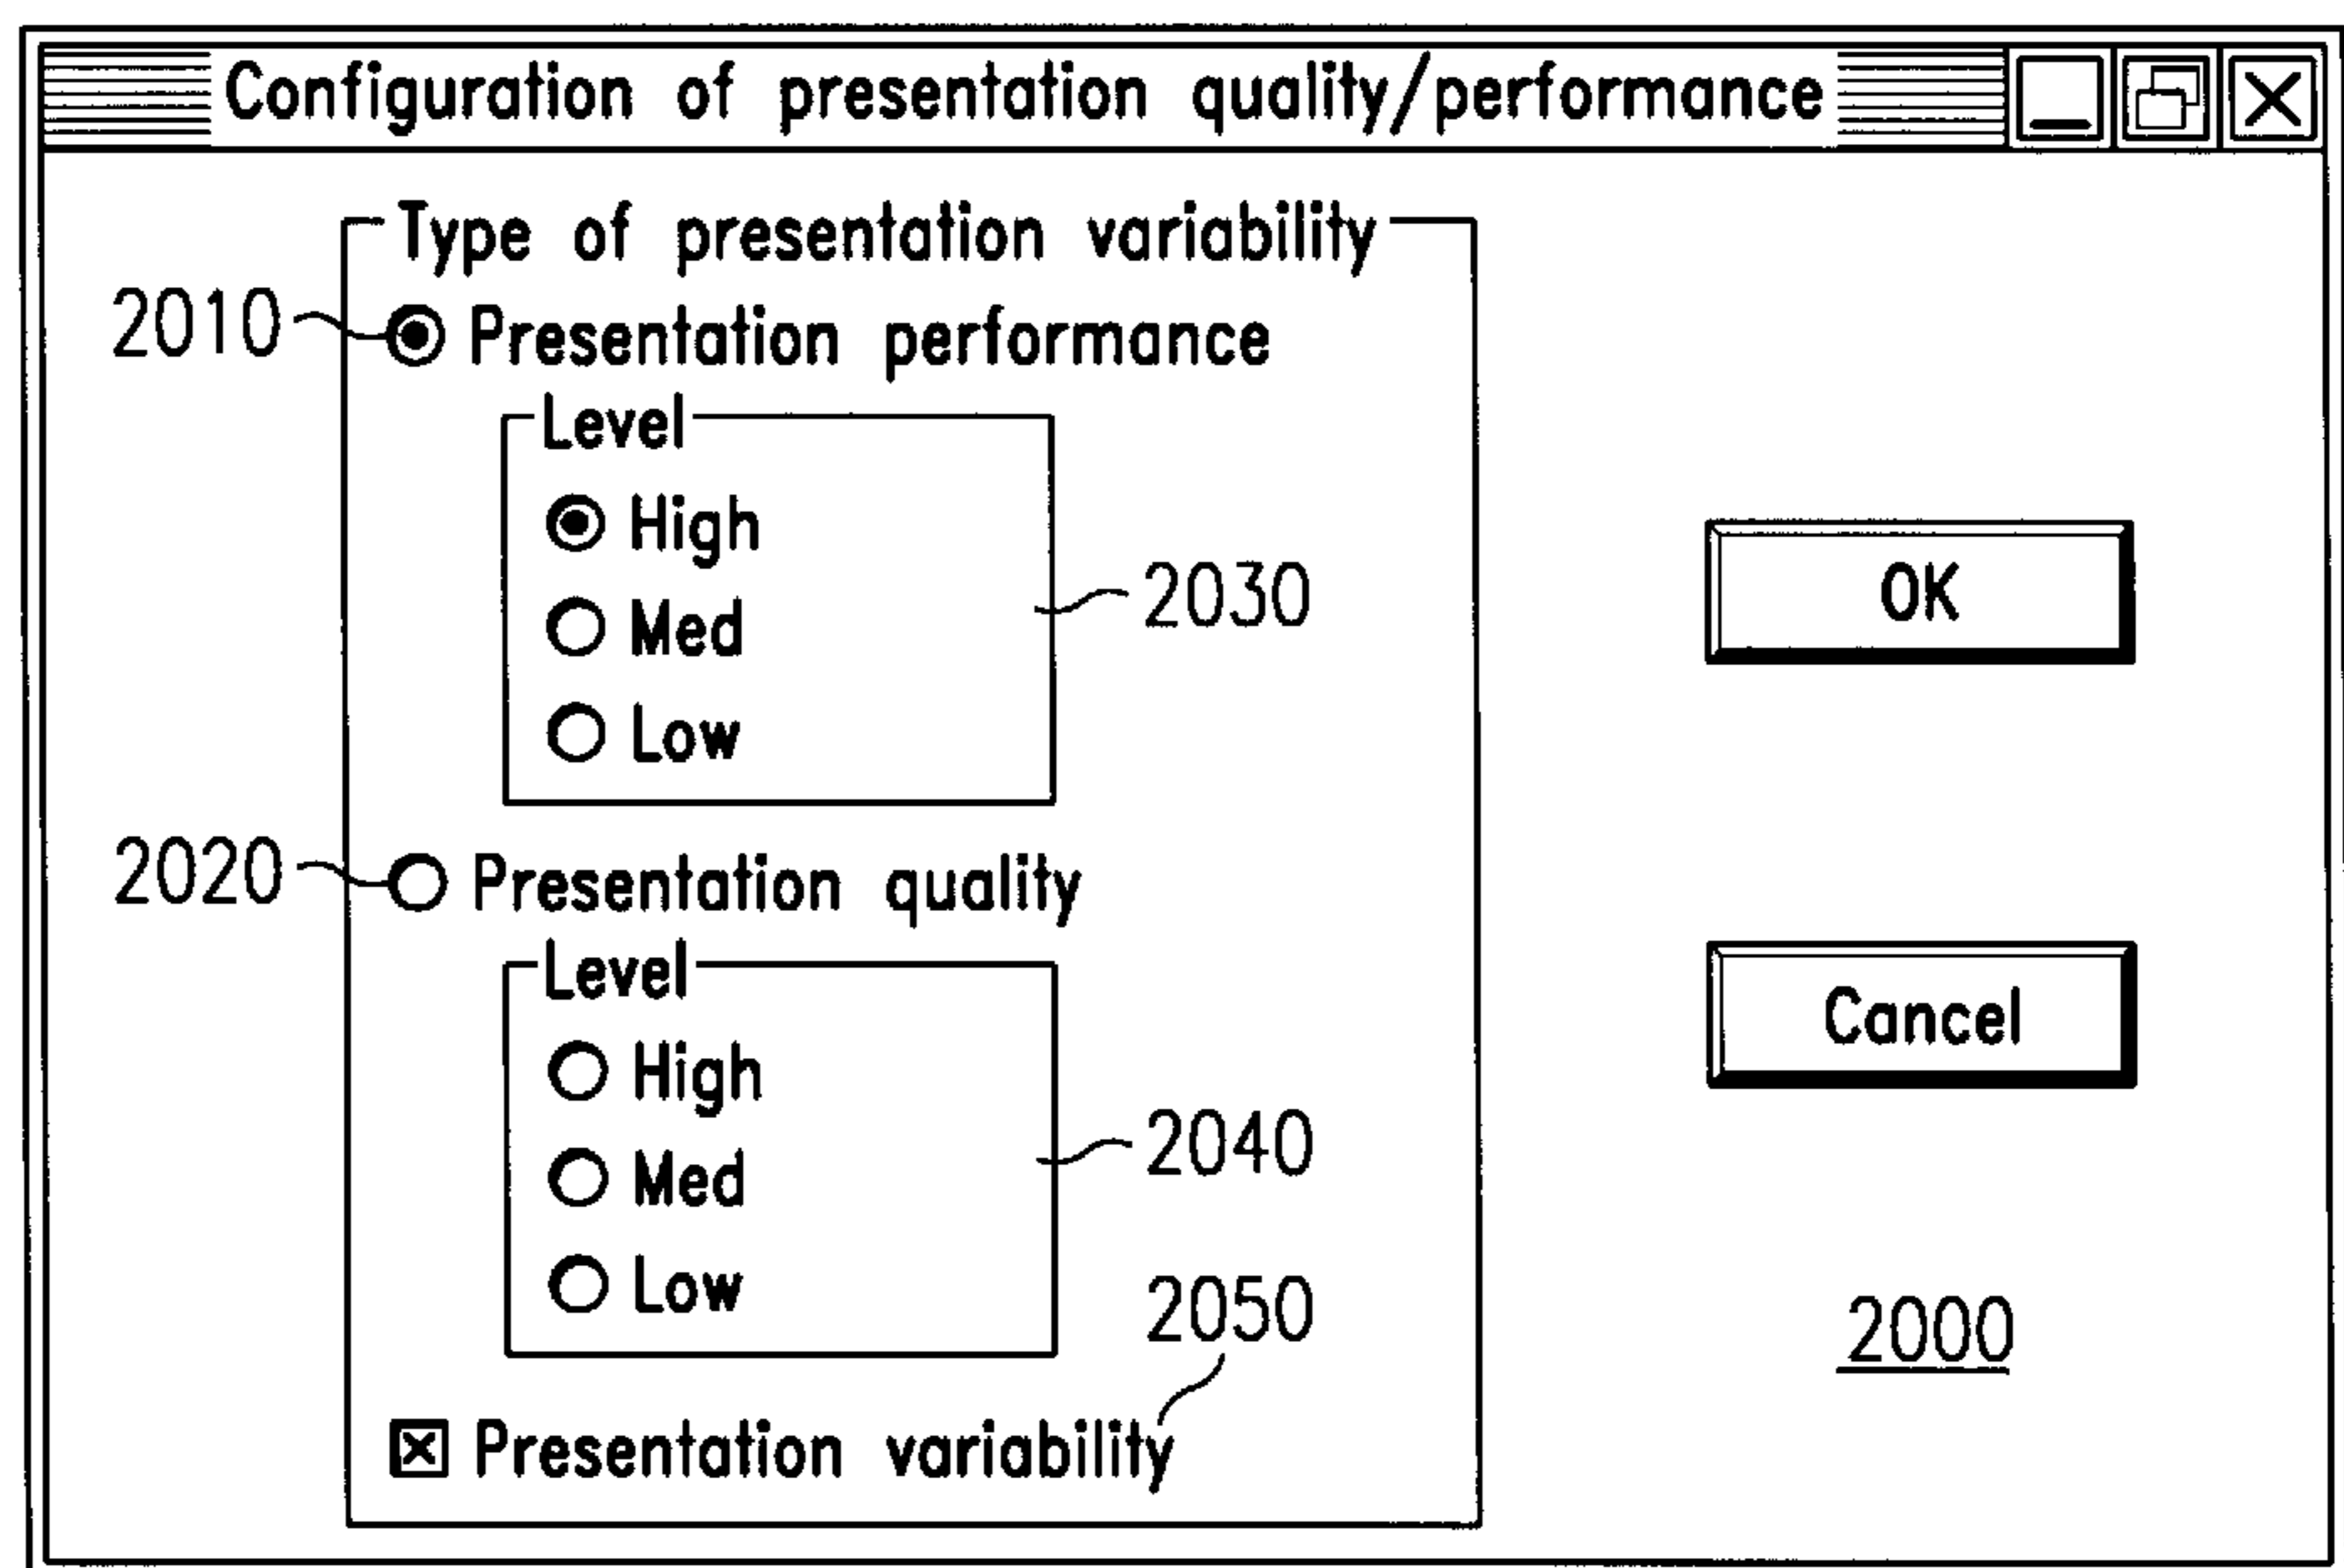 Configuration of presentation quality/performance
Type of presentation variability
2010 Presentation performance
Level
High
2030
Med
Low
2020 Presentation quality
Level
High
2040
Med
Low
2050
Presentation variability
OK
Cancel
2000